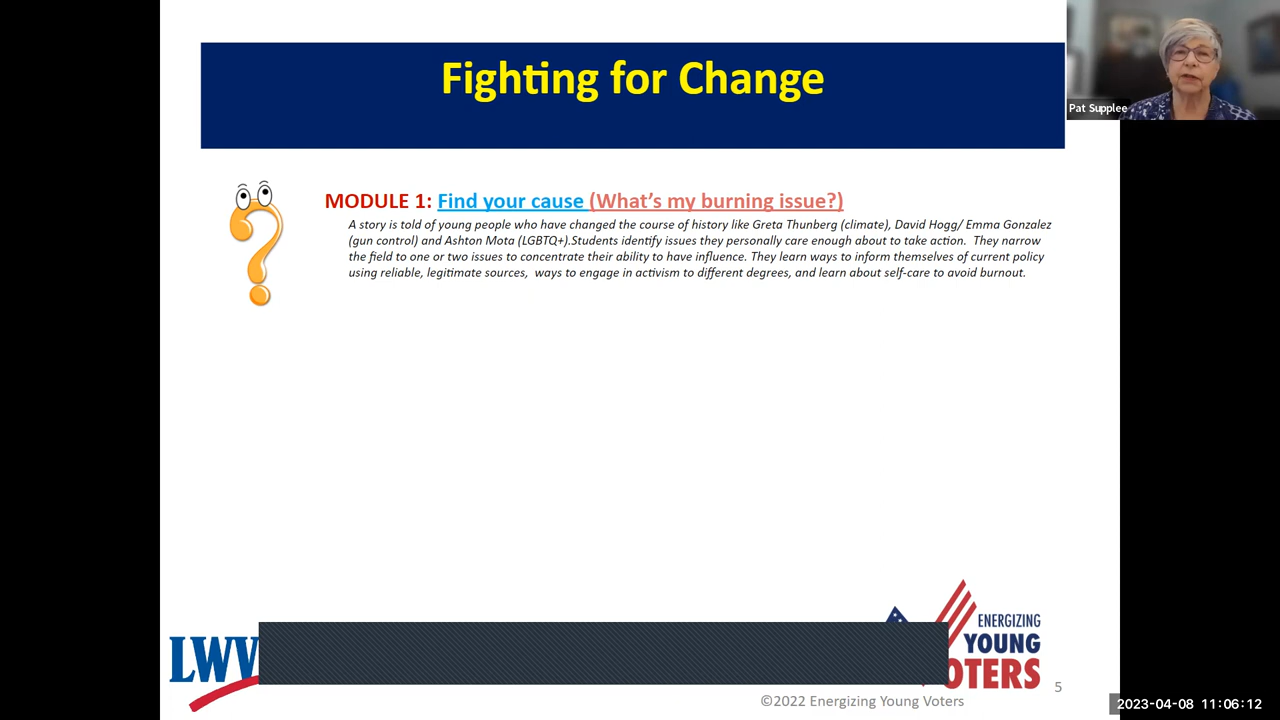 Fighting for Change
Pat Supplee
MODULE 1: Find your cause (What's my burning issue?)
A story is told of young people who have changed the course of history like Greta Thunberg (climate), David Hogg/ Emma Gonzalez
(gun control) and Ashton Mota (LGBTQ+).Students identify issues they personally care enough about to take action.  They narrow
the field to one or two issues to concentrate their ability to have influence. They learn ways to inform themselves of current policy
using reliable, legitimate sources,  ways to engage in activism to different degrees, and learn about self-care to avoid burnout.
LWV
ENERGIZING
YOUNG
OTERS
©2022 Energizing Young Voters
5
2023-04-08 11:06:12